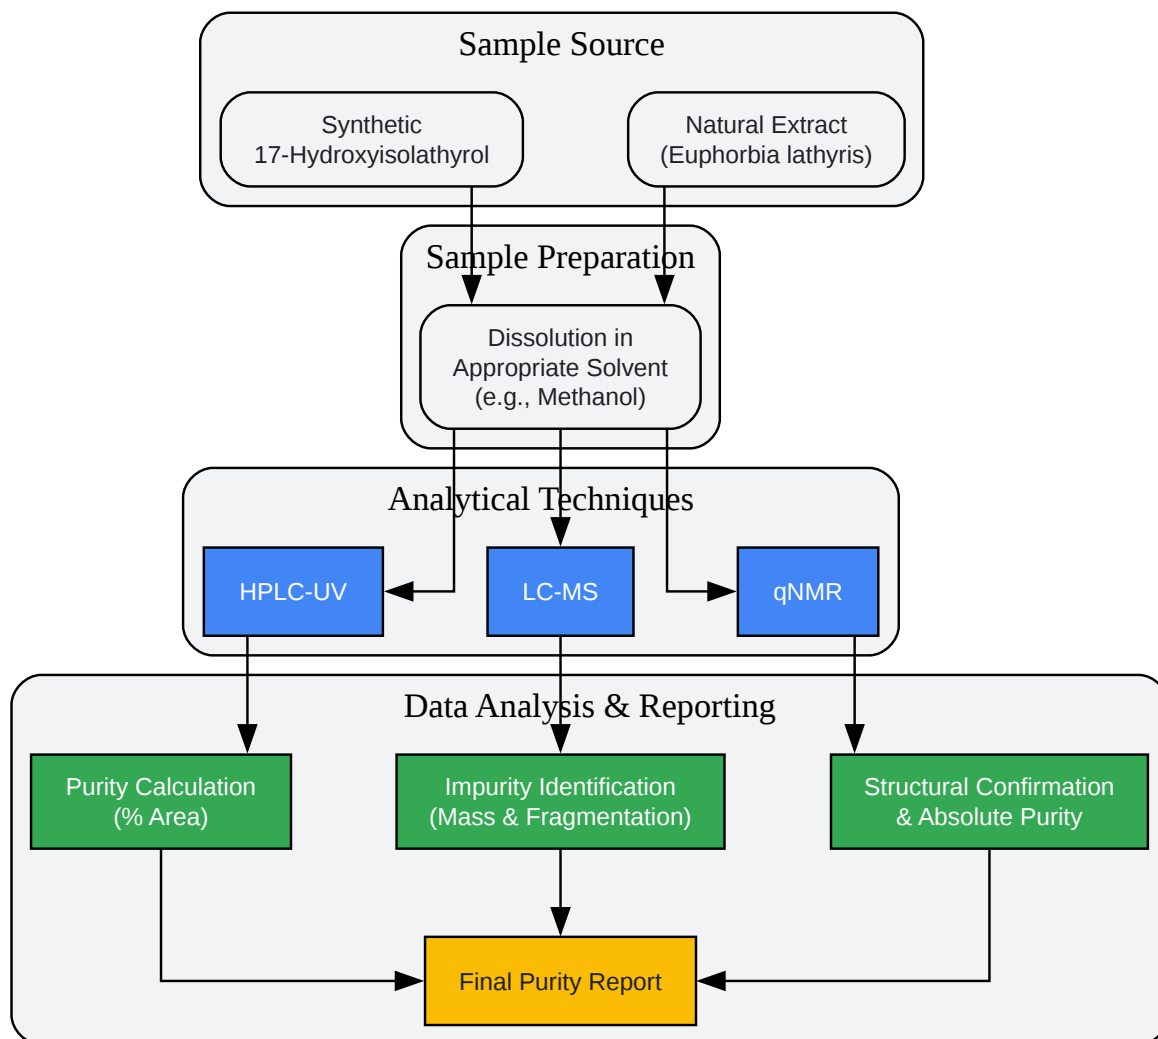 Sample Source
Synthetic
17-Hydroxyisolathyrol
Natural Extract
(Euphorbia lathyris)
Sample Preparation
Dissolution in
Appropriate Solvent
(e.g., Methanol)
Analytical Techniques
HPLC-UV
LC-MS
qNMR
Data Analysis & Reporting
Purity Calculation
(% Area)
Impurity Identification
(Mass & Fragmentation)
Structural Confirmation
& Absolute Purity
Final Purity Report